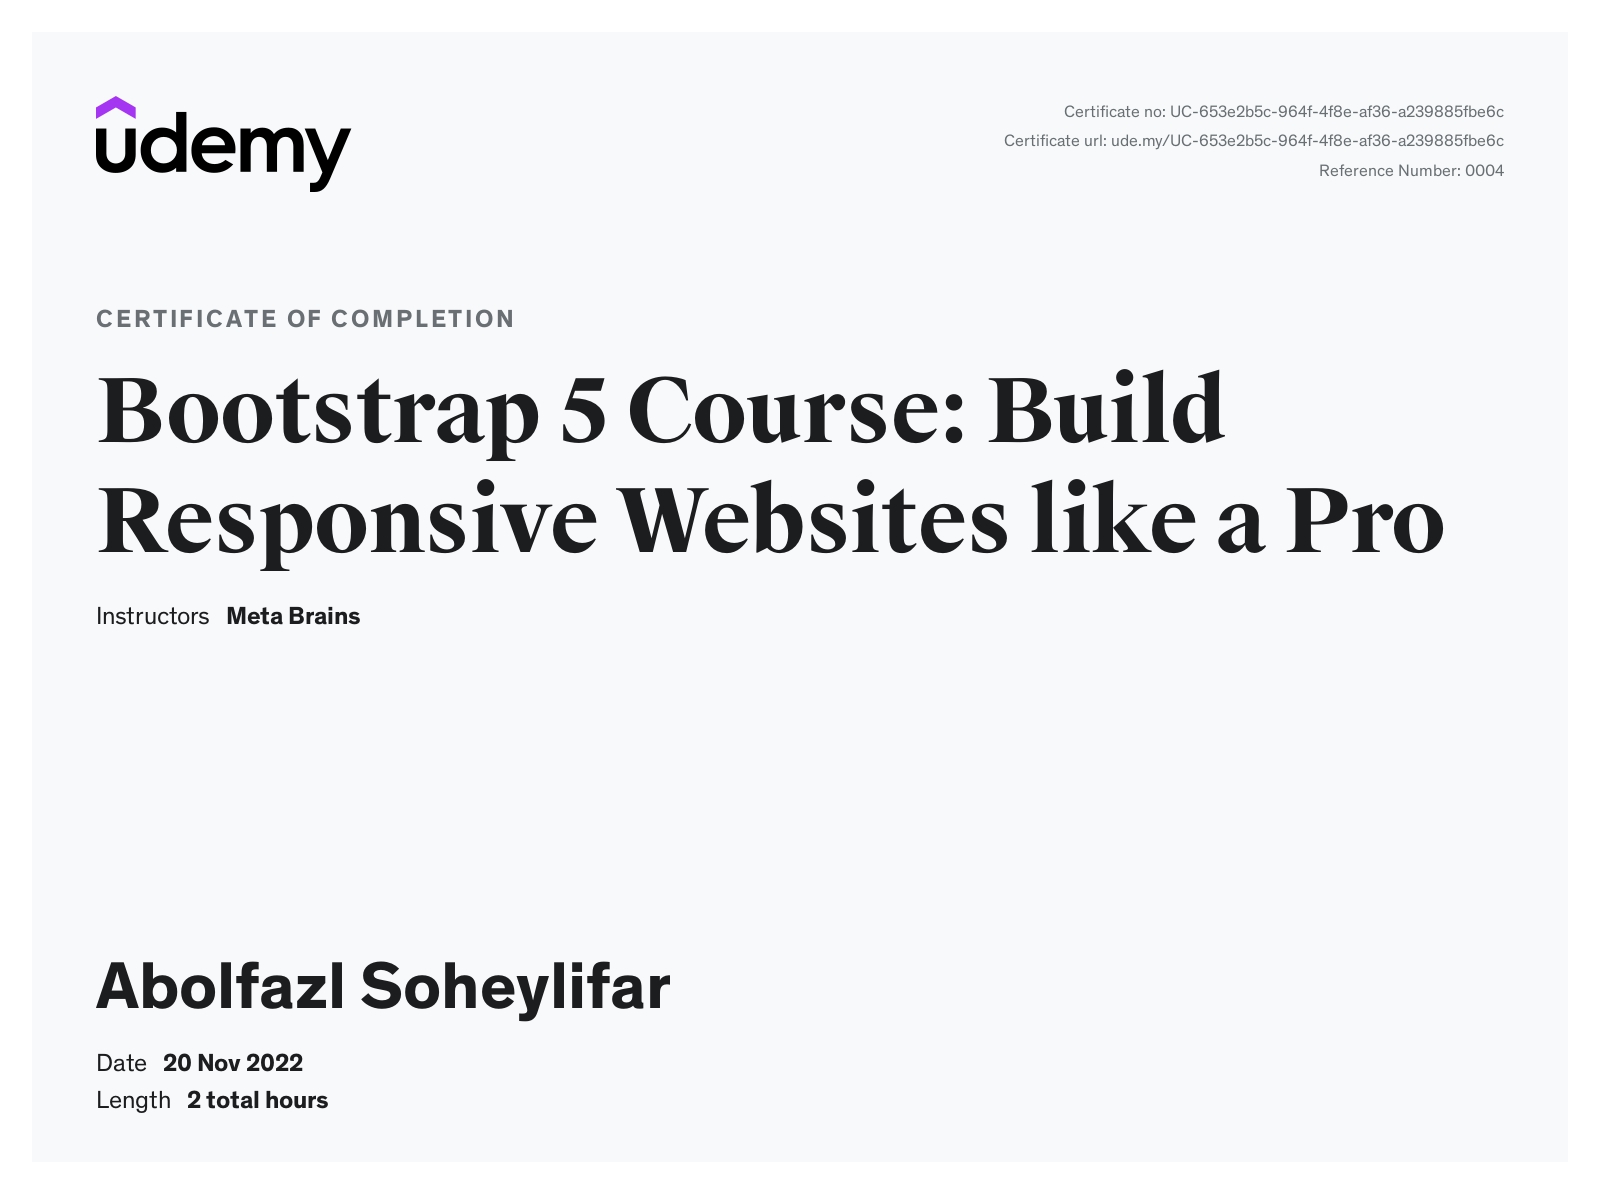 udemy
Certificate no: UC-653e2b5c-964f-4f8e-af36-a239885fbe6c
Certificate url: ude.my/UC-653e2b5c-964f-4f8e-af36-a239885fbe6c
Reference Number: 0004
CERTIFICATE OF COMPLETION
Bootstrap 5 Course: Build
Responsive Websites like a Pro
Instructors Meta Brains
Abolfazl Soheylifar
Date 20 Nov 2022
Length 2 total hours